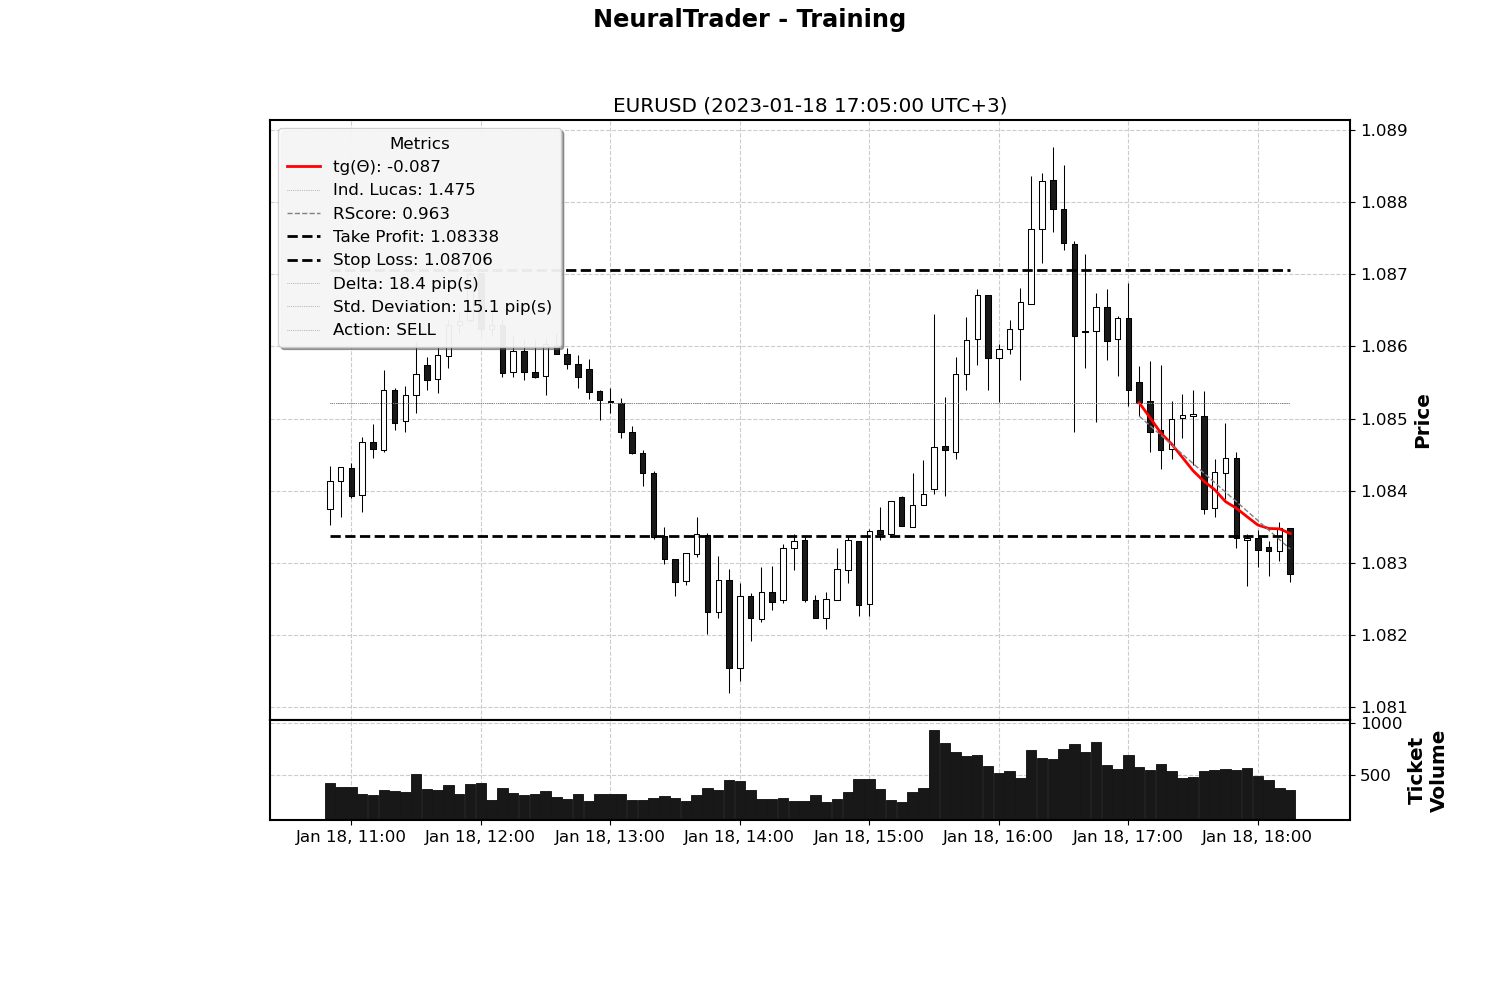 NeuralTrader - Training
EURUSD (2023-01-18 17:05:00 UTC+3)
Metrics
tg(Θ): -0.087
Ind. Lucas: 1.475
RScore: 0.963
Take Profit: 1.08338
Stop Loss: 1.08706
Delta: 18.4 pip(s)
Std. Deviation: 15.1 pip(s)
Action: SELL
1.089
1.088
1.087
1.086
1.085
1.084
1.083
1.082
1.081
Price
1000
500
Ticket
Volume
Jan 18, 11:00
Jan 18, 12:00
Jan 18, 13:00
Jan 18, 14:00
Jan 18, 15:00
Jan 18, 16:00
Jan 18, 17:00
Jan 18, 18:00